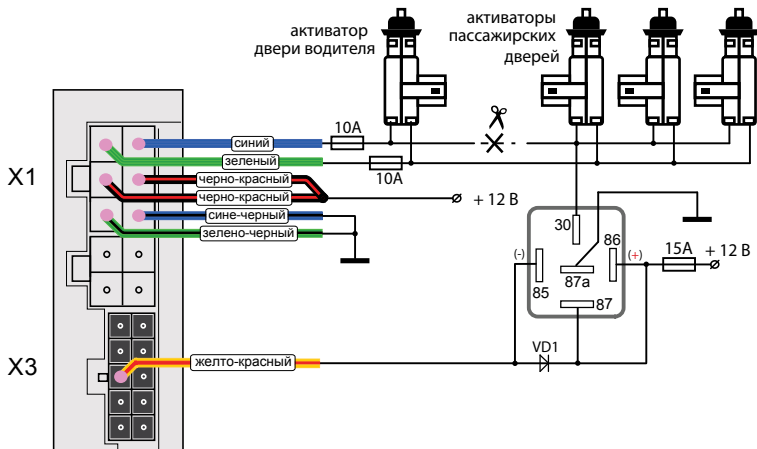 активатор
двери водителя
активаторы
пассажирских
дверей
X1
синий
10A
зеленый
10A
черно-красный
черно-красный
+ 12 В
сине-черный
зелено-черный
30
86
(-)
(+)
15A
+ 12 В
85
87a
87
X3
желто-красный
VD1